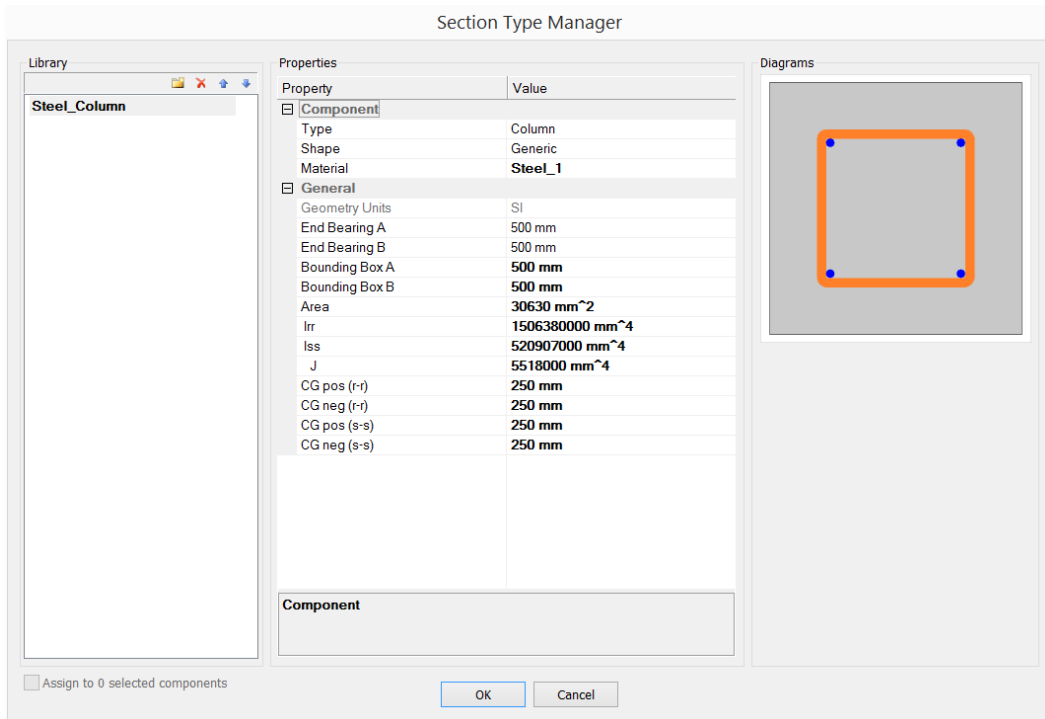 Section Type Manager
Library
Properties
Diagrams
Steel_Column
Property Value
Component
Type Column
Shape Generic
Material Steel_1
General
Geometry Units SI
End Bearing A 500 mm
End Bearing B 500 mm
Bounding Box A 500 mm
Bounding Box B 500 mm
Area 30630 mm^2
Irr 1506380000 mm^4
Iss 520907000 mm^4
J 5518000 mm^4
CG pos (r-r) 250 mm
CG neg (r-r) 250 mm
CG pos (s-s) 250 mm
CG neg (s-s) 250 mm
Component
Assign to 0 selected components
OK
Cancel